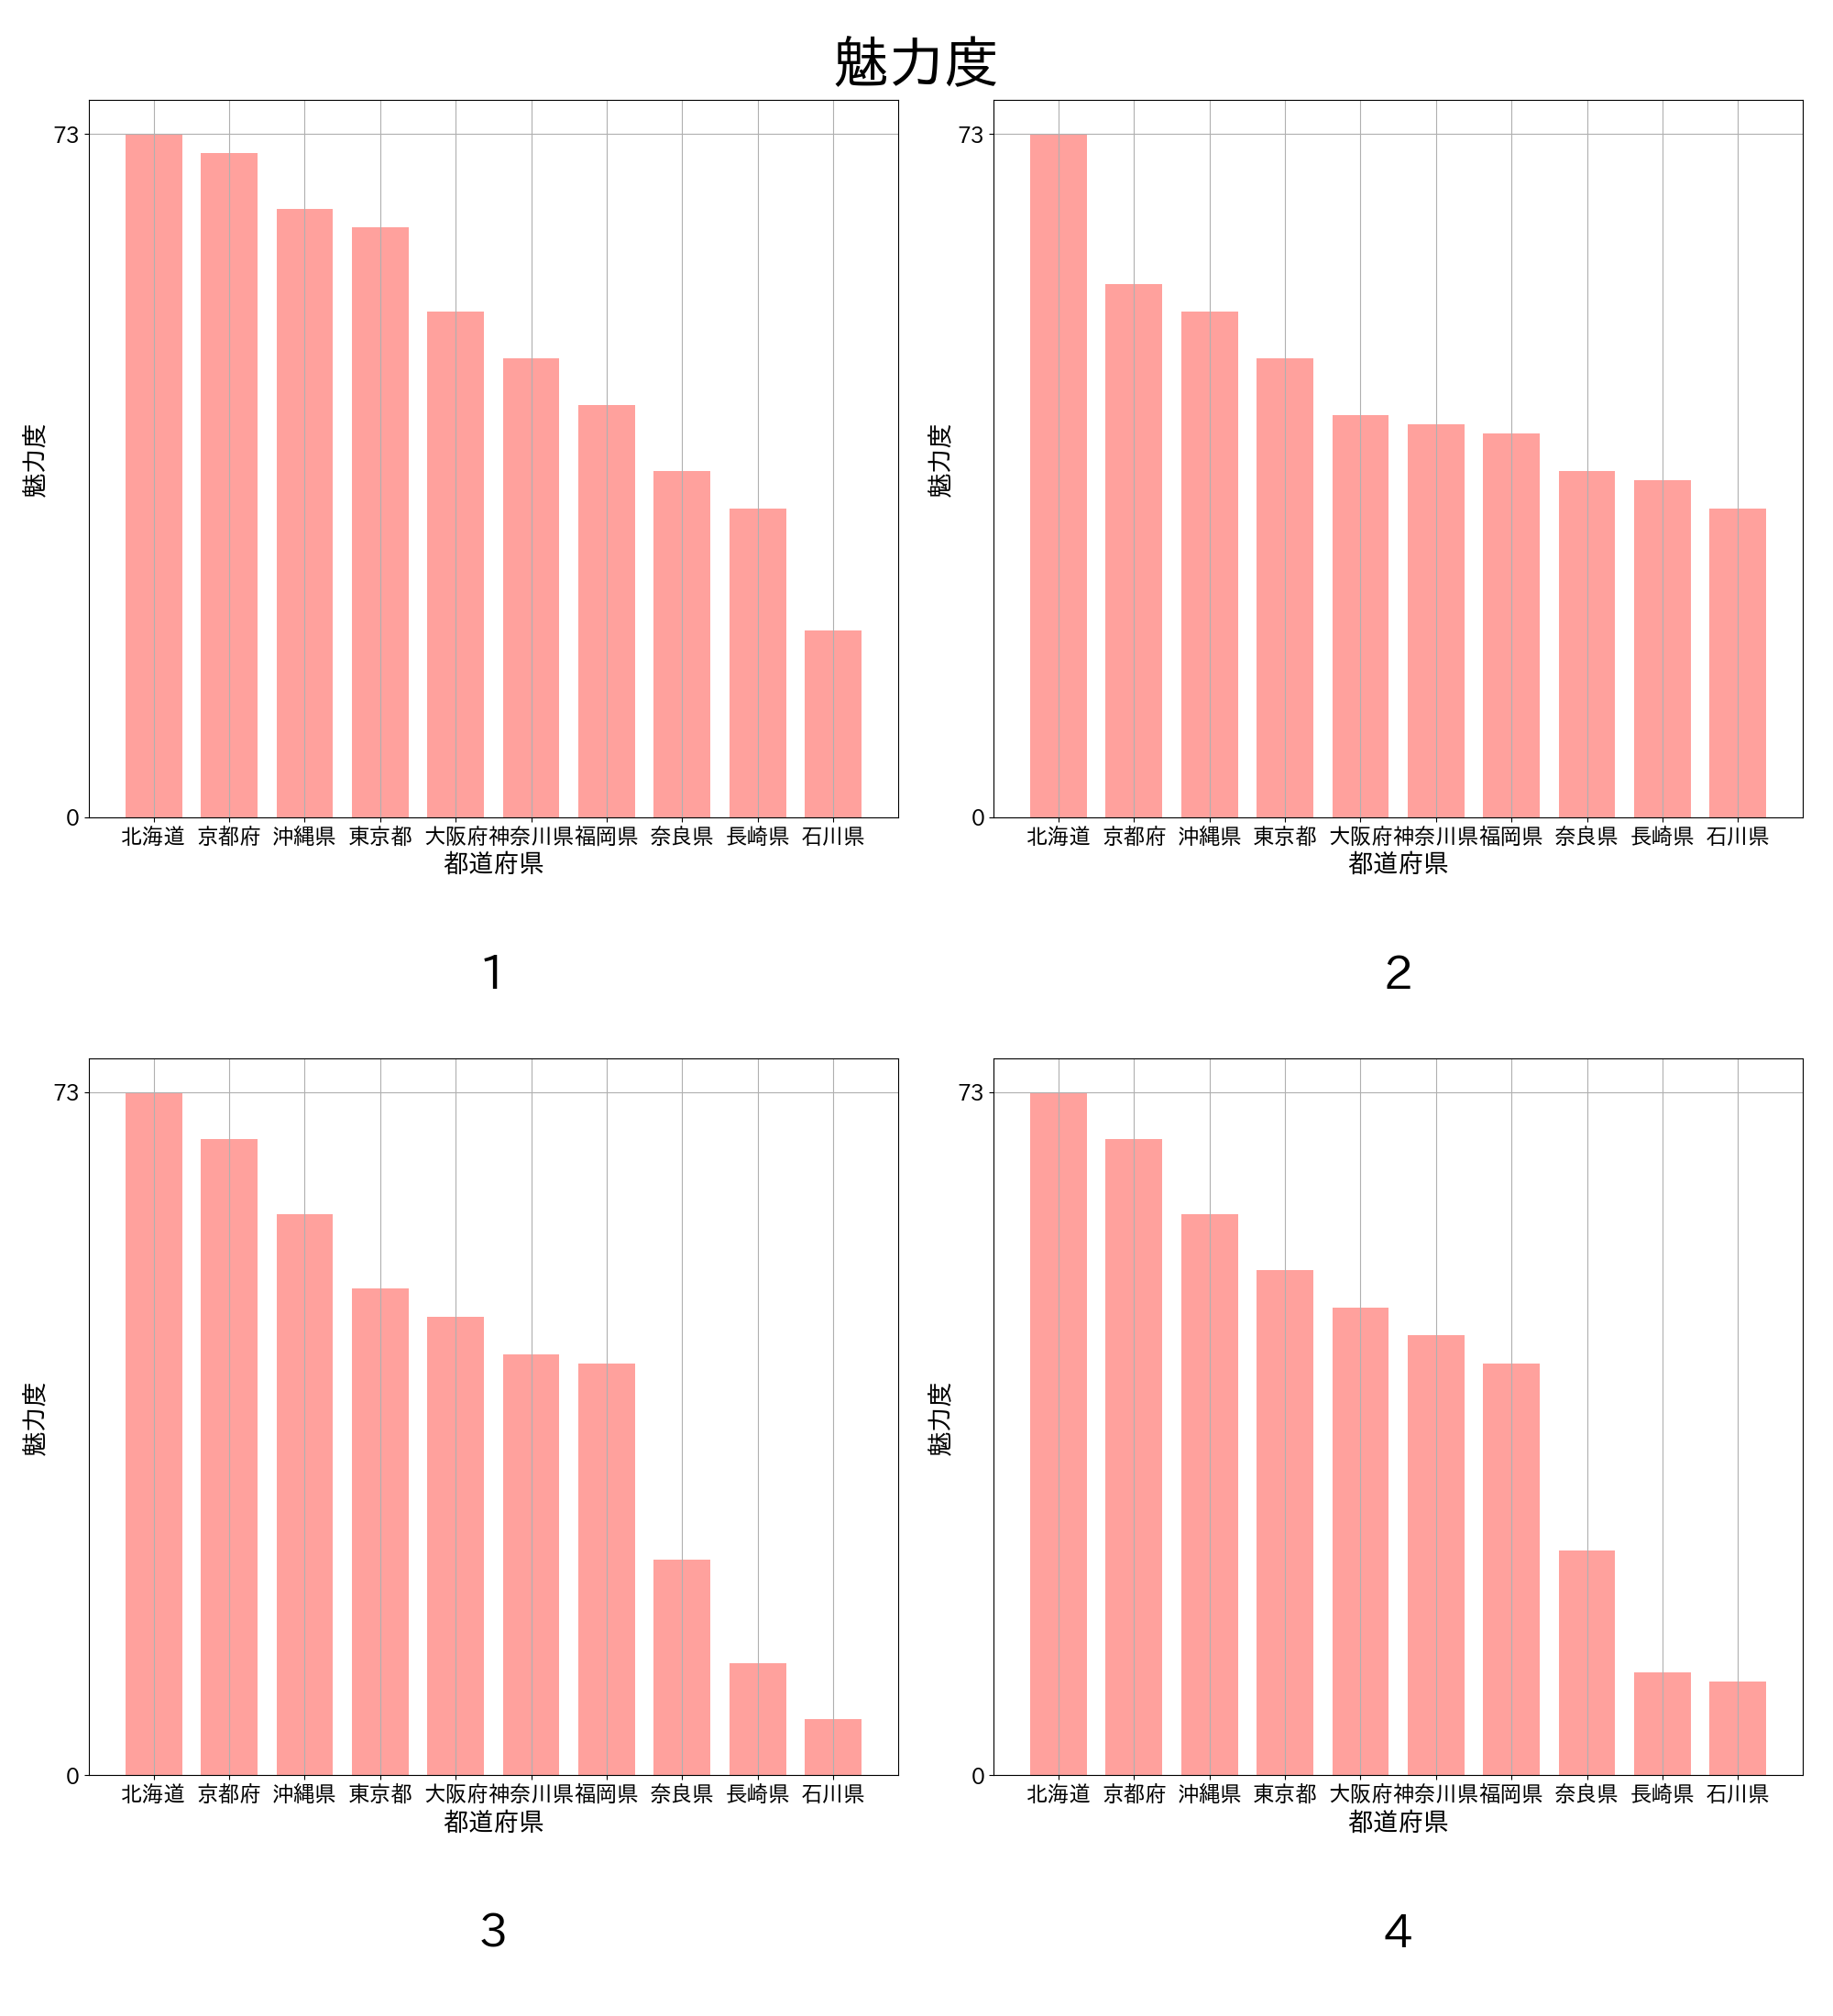 魅力度
73
0
魅力度
北海道 京都府 沖縄県 東京都 大阪府 神奈川県 福岡県 奈良県 長崎県 石川県
都道府県
1
73
0
魅力度
北海道 京都府 沖縄県 東京都 大阪府 神奈川県 福岡県 奈良県 長崎県 石川県
都道府県
2
73
0
魅力度
北海道 京都府 沖縄県 東京都 大阪府 神奈川県 福岡県 奈良県 長崎県 石川県
都道府県
3
73
0
魅力度
北海道 京都府 沖縄県 東京都 大阪府 神奈川県 福岡県 奈良県 長崎県 石川県
都道府県
4